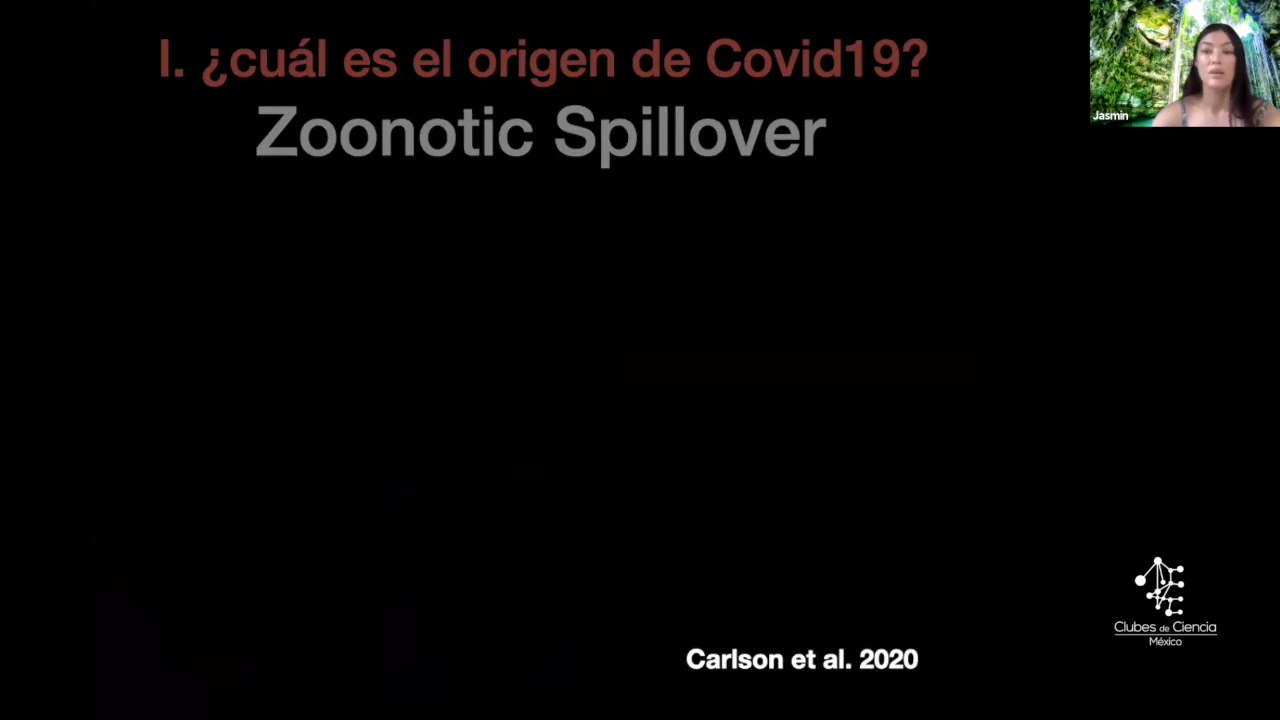 I. ¿cuál es el origen de Covid19?
Zoonotic Spillover
Jasmin
Carlson et al. 2020
Clubes de Ciencia
México